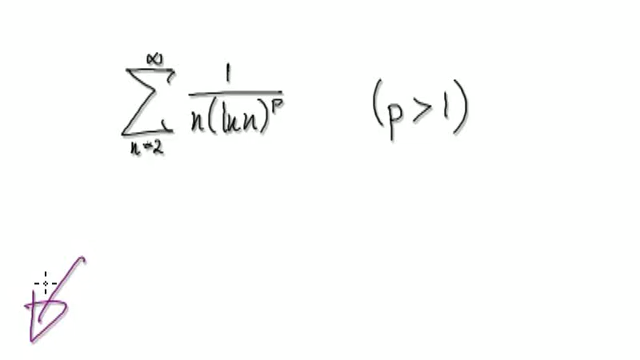 ∑_{n=2}^{∞} 1/(n(ln n)^p) (p > 1)